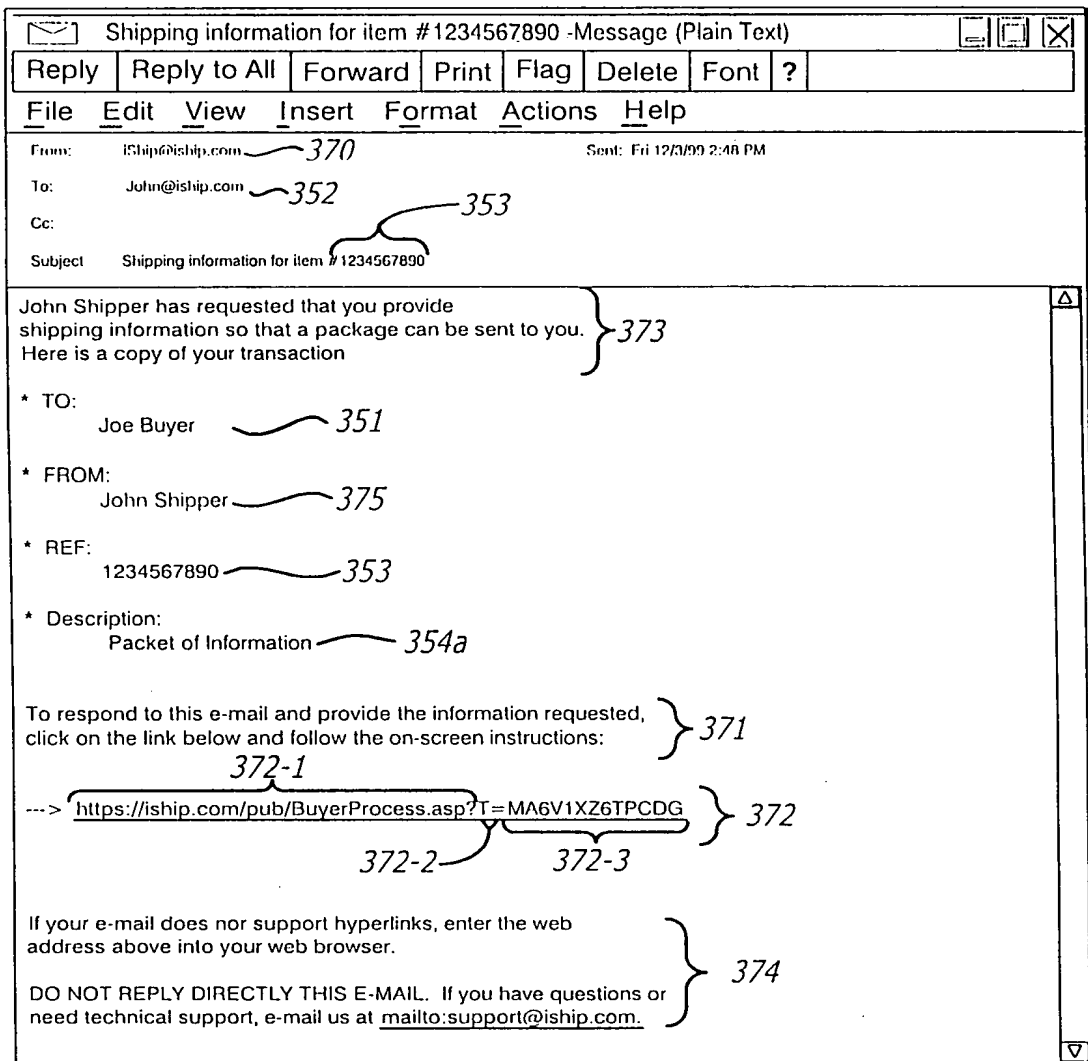 Shipping information for item #1234567890 -Message (Plain Text)
Reply Reply to All Forward Print Flag Delete Font ?
File Edit View Insert Format Actions Help
From: iShip@iship.com 370 Sent: Fri 12/3/99 2:48 PM
To: John@iship.com 352
353
Cc:
Subject Shipping information for item #1234567890
John Shipper has requested that you provide
shipping information so that a package can be sent to you. 373
Here is a copy of your transaction
* TO:
Joe Buyer 351
* FROM:
John Shipper 375
* REF:
1234567890 353
* Description:
Packet of Information 354a
To respond to this e-mail and provide the information requested,
click on the link below and follow the on-screen instructions: 371
372-1
---> https://iship.com/pub/BuyerProcess.asp?T=MA6V1XZ6TPCDG 372
372-2 372-3
If your e-mail does nor support hyperlinks, enter the web
address above into your web browser.
374
DO NOT REPLY DIRECTLY THIS E-MAIL. If you have questions or
need technical support, e-mail us at mailto:support@iship.com.